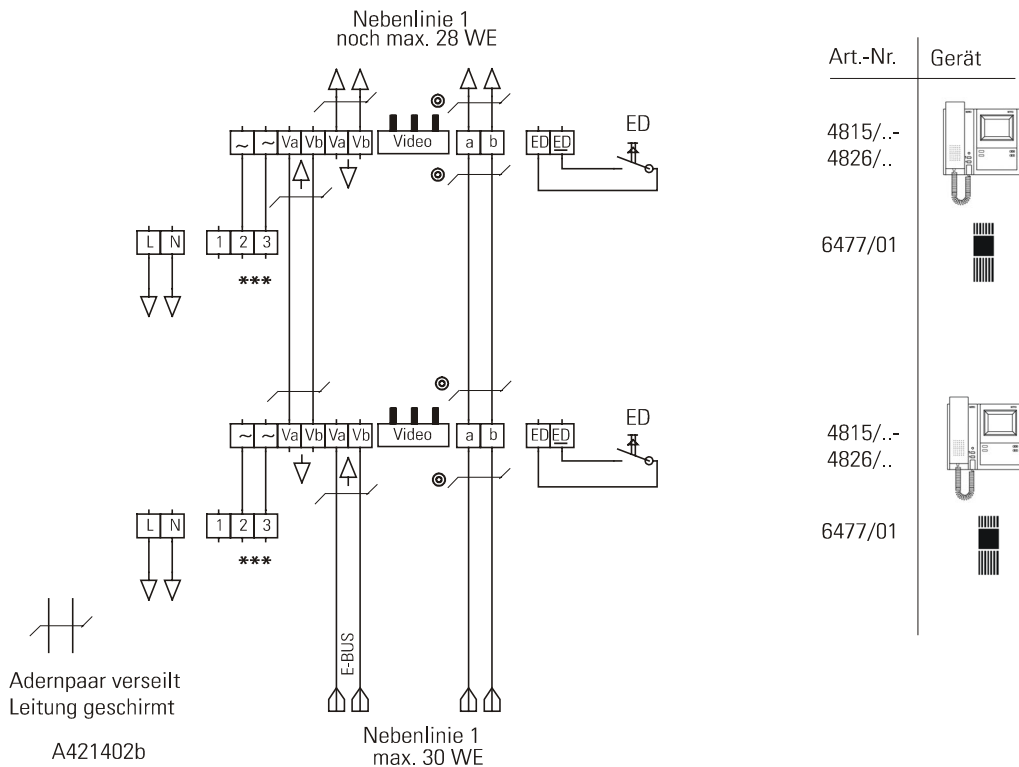 Nebenlinie 1
noch max. 28 WE
Art.-Nr. Gerät
~ ~ Va Vb Va Vb Video a b ED ED ED
4815/..-
4826/..
L N 1 2 3
***
6477/01
~ ~ Va Vb Va Vb Video a b ED ED ED
4815/..-
4826/..
L N 1 2 3
***
6477/01
E-BUS
Adernpaar verseilt
Leitung geschirmt
Nebenlinie 1
max. 30 WE
A421402b